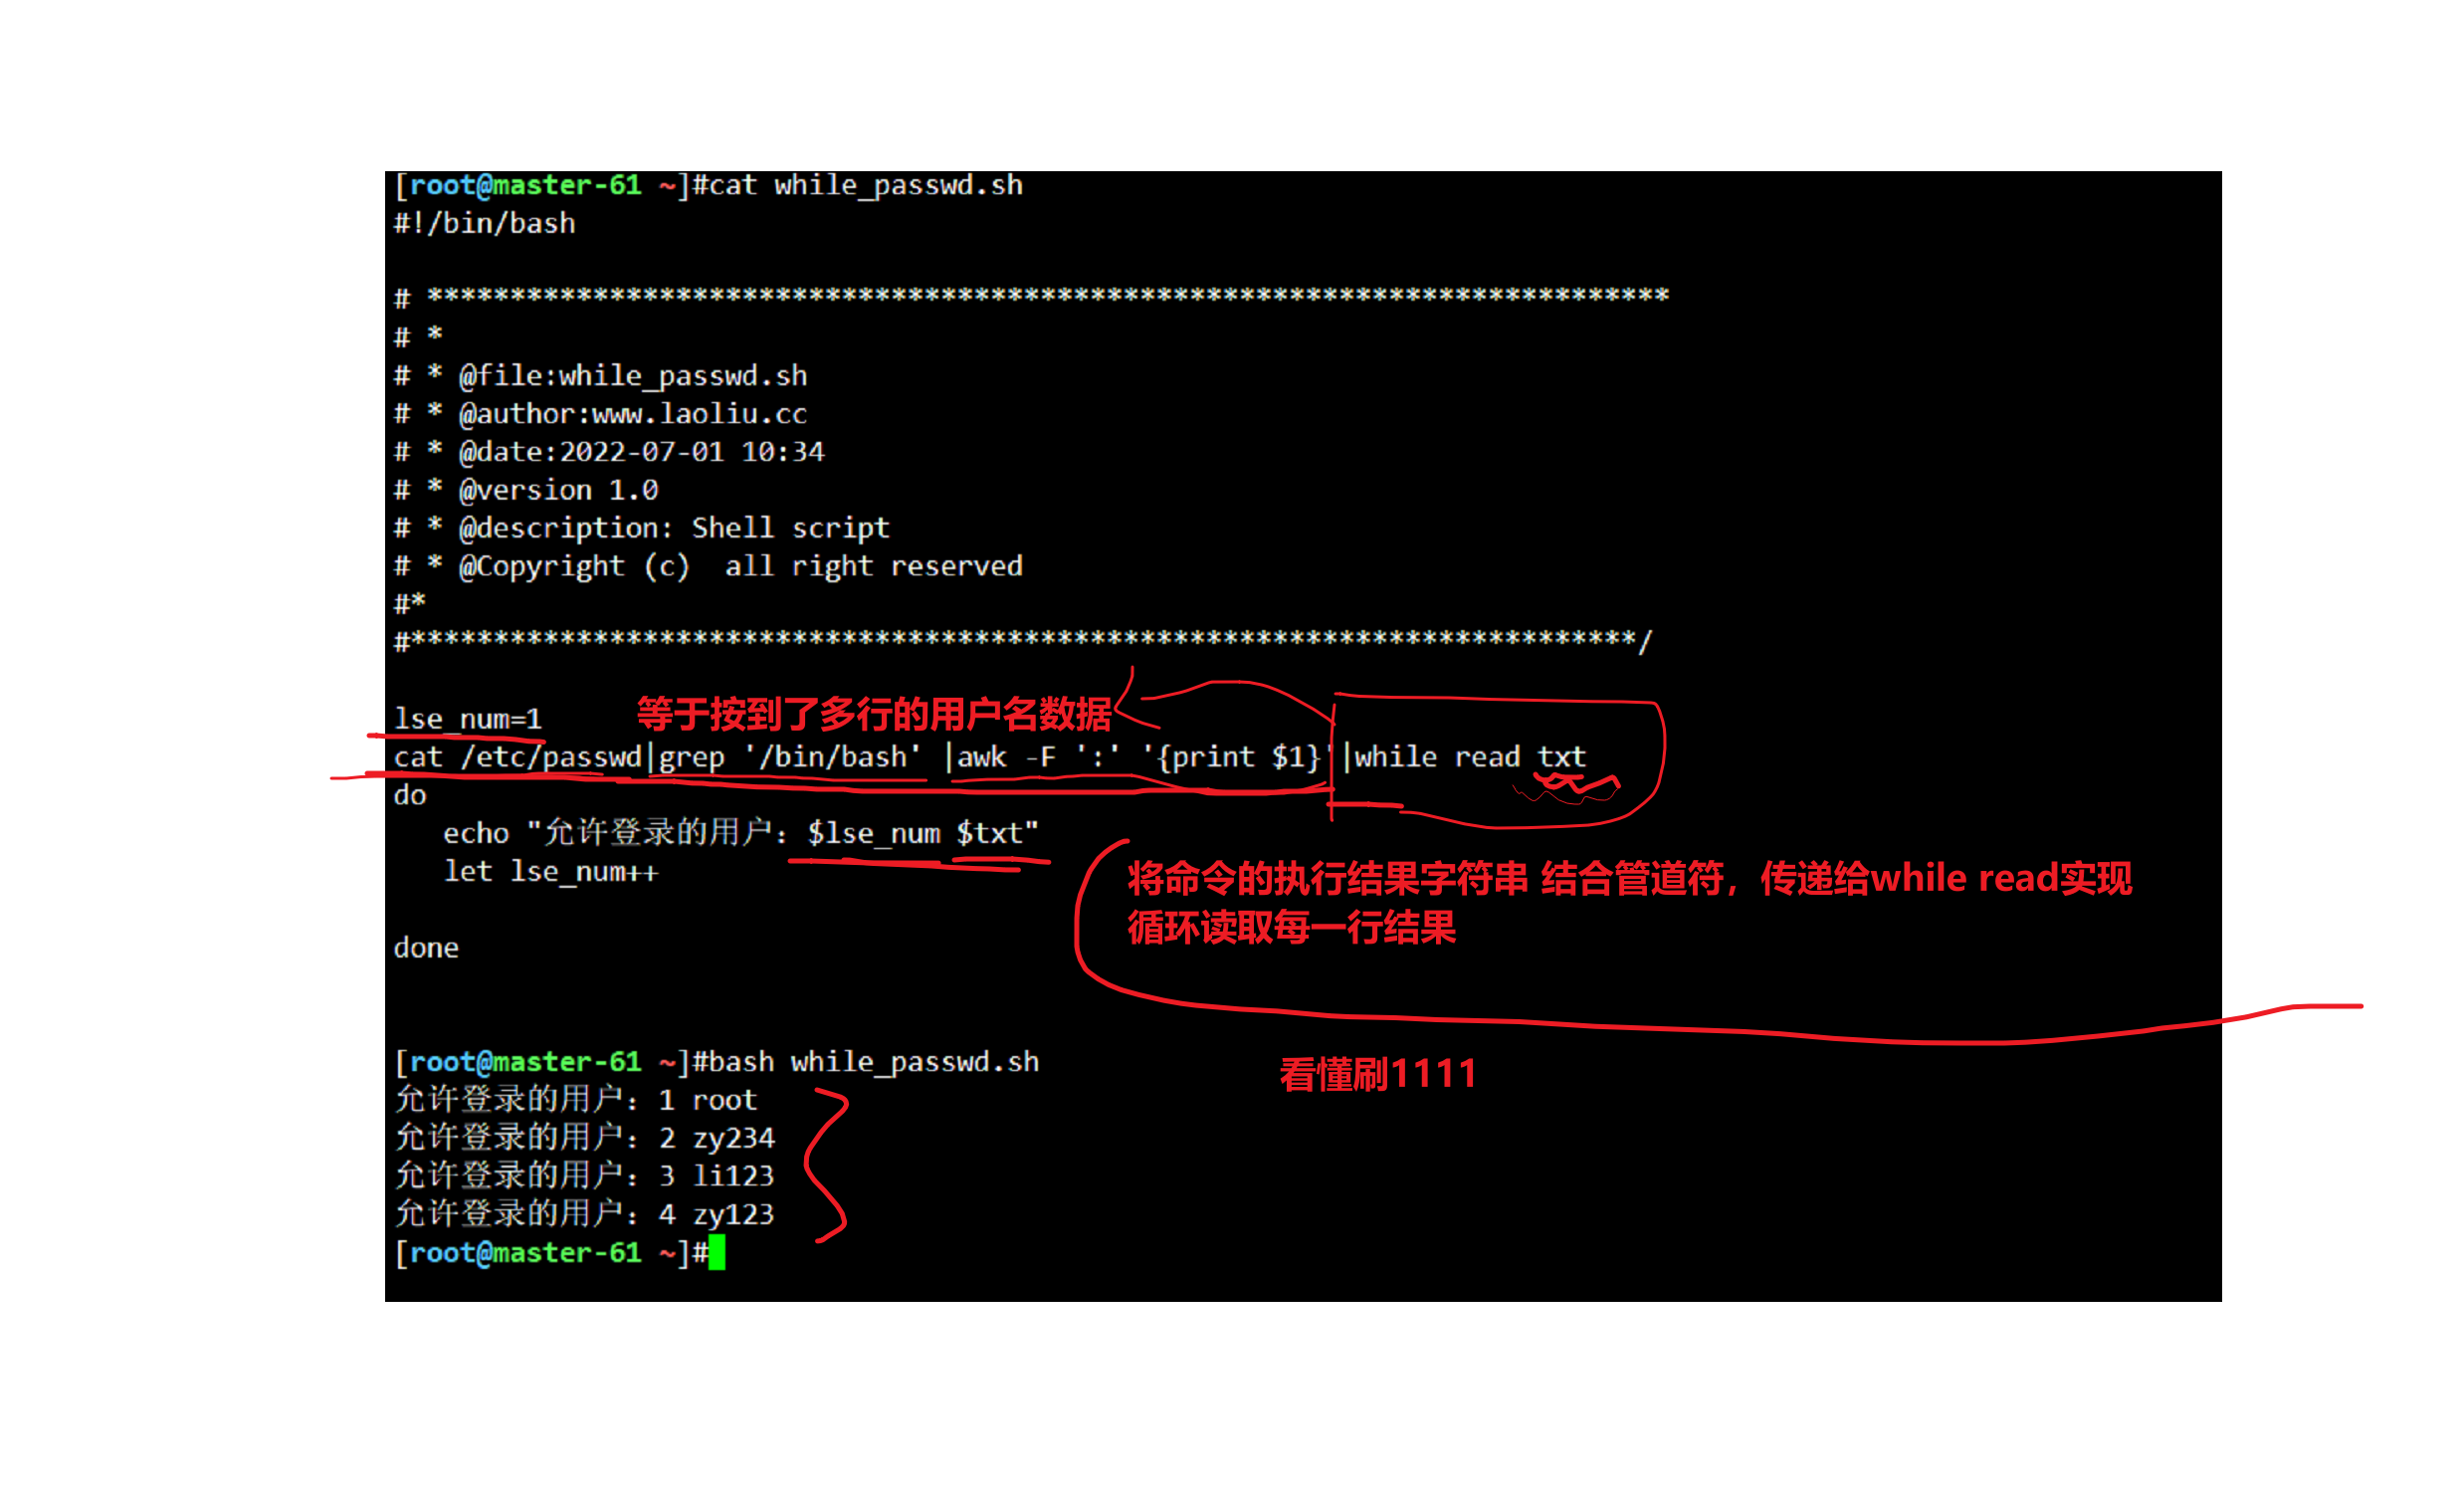 [root@master-61 ~]#cat while_passwd.sh
#!/bin/bash
# ***************************************************************************
# *
# * @file:while_passwd.sh
# * @author:www.laoliu.cc
# * @date:2022-07-01 10:34
# * @version 1.0
# * @description: Shell script
# * @Copyright (c)  all right reserved
#*
#**************************************************************************/
lse_num=1
等于按到了多行的用户名数据
cat /etc/passwd|grep '/bin/bash' |awk -F ':' '{print $1}'|while read txt
do
   echo "允许登录的用户：$lse_num $txt"
   let lse_num++
将命令的执行结果字符串 结合管道符，传递给while read实现
循环读取每一行结果
done
[root@master-61 ~]#bash while_passwd.sh
看懂刷1111
允许登录的用户：1 root
允许登录的用户：2 zy234
允许登录的用户：3 li123
允许登录的用户：4 zy123
[root@master-61 ~]#